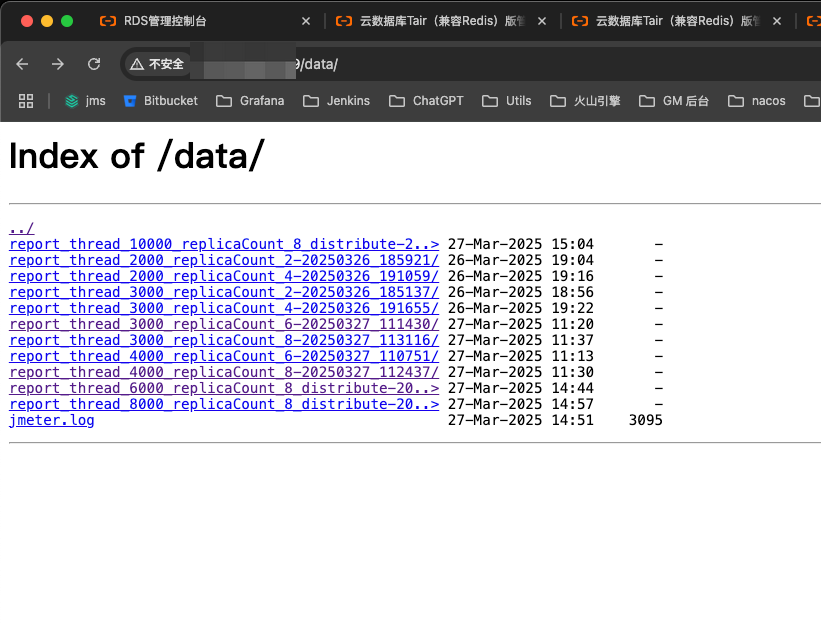 RDS管理控制台
云数据库Tair（兼容Redis）版管
云数据库Tair（兼容Redis）版管
不安全
9/data/
jms Bitbucket Grafana Jenkins ChatGPT Utils 火山引擎 GM 后台 nacos
Index of /data/
../
report_thread_10000_replicaCount_8_distribute-2..> 27-Mar-2025 15:04 -
report_thread_2000_replicaCount_2-20250326_185921/ 26-Mar-2025 19:04 -
report_thread_2000_replicaCount_4-20250326_191059/ 26-Mar-2025 19:16 -
report_thread_3000_replicaCount_2-20250326_185137/ 26-Mar-2025 18:56 -
report_thread_3000_replicaCount_4-20250326_191655/ 26-Mar-2025 19:22 -
report_thread_3000_replicaCount_6-20250327_111430/ 27-Mar-2025 11:20 -
report_thread_3000_replicaCount_8-20250327_113116/ 27-Mar-2025 11:37 -
report_thread_4000_replicaCount_6-20250327_110751/ 27-Mar-2025 11:13 -
report_thread_4000_replicaCount_8-20250327_112437/ 27-Mar-2025 11:30 -
report_thread_6000_replicaCount_8_distribute-20..> 27-Mar-2025 14:44 -
report_thread_8000_replicaCount_8_distribute-20..> 27-Mar-2025 14:57 -
jmeter.log 27-Mar-2025 14:51 3095